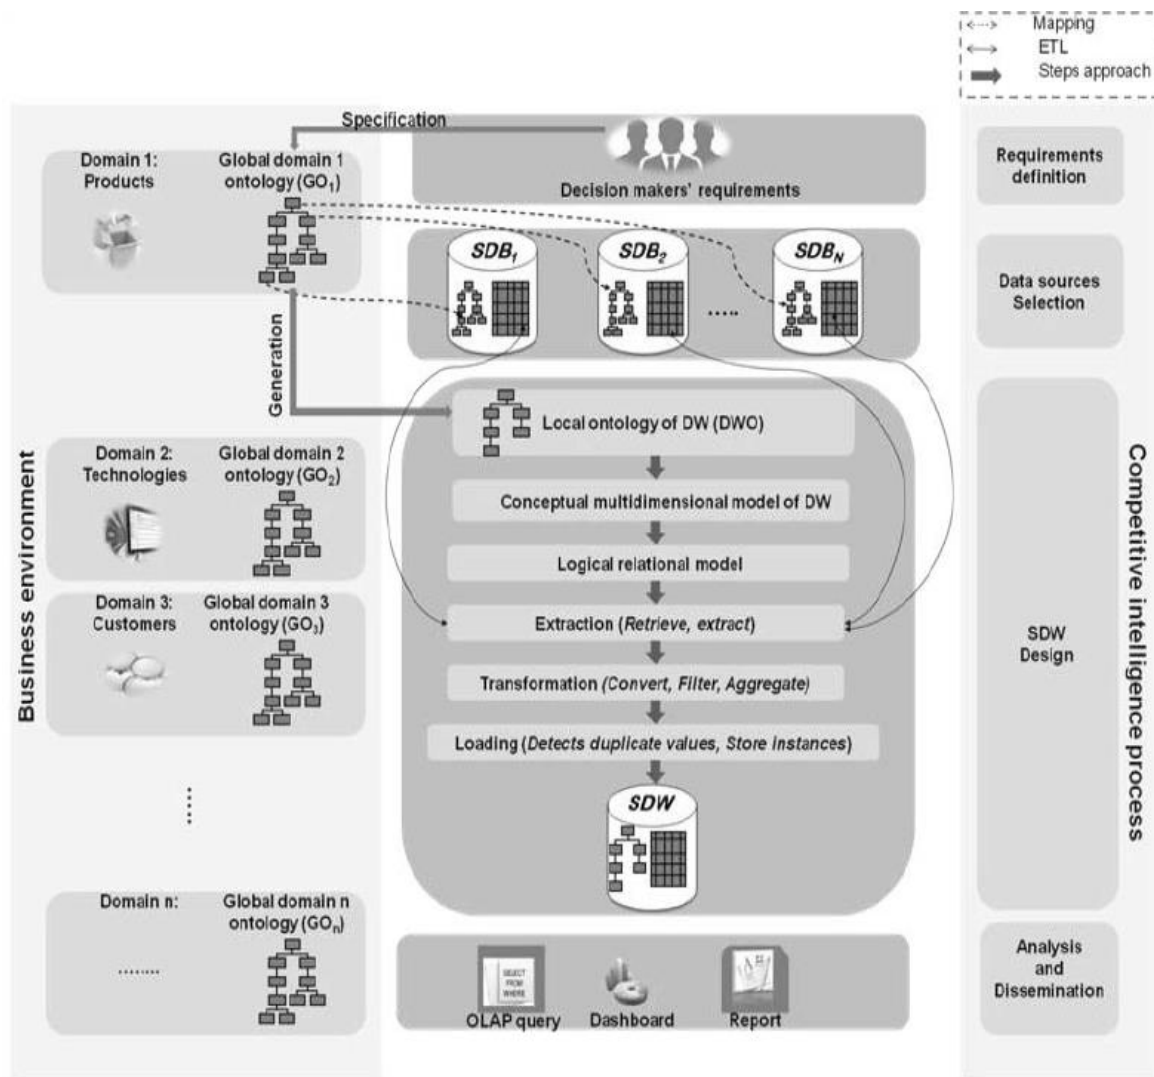 Mapping
ETL
Steps approach
Specification
Decision makers' requirements
Domain 1:
Products
Global domain 1
ontology (GO₁)
Requirements
definition
SDB₁
SDB₂
SDB_N
......
Data sources
Selection
Generation
Business environment
Competitive intelligence process
Local ontology of DW (DWO)
Domain 2:
Technologies
Global domain 2
ontology (GO₂)
Conceptual multidimensional model of DW
Logical relational model
Domain 3:
Customers
Global domain 3
ontology (GO₃)
Extraction (Retrieve, extract)
Transformation (Convert, Filter, Aggregate)
Loading (Detects duplicate values, Store instances)
SDW
Design
SDW
Domain n:
........
Global domain n
ontology (GOₙ)
SELECT
FROM
WHERE
OLAP query
Dashboard
Report
Analysis
and
Dissemination